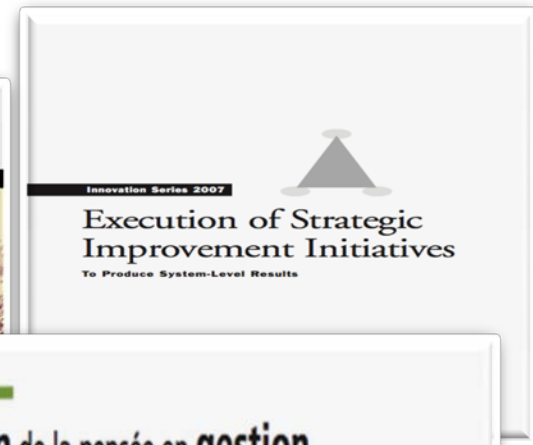 Innovation Series 2007
Execution of Strategic
Improvement Initiatives
To Produce System-Level Results
de la pensée en gestion